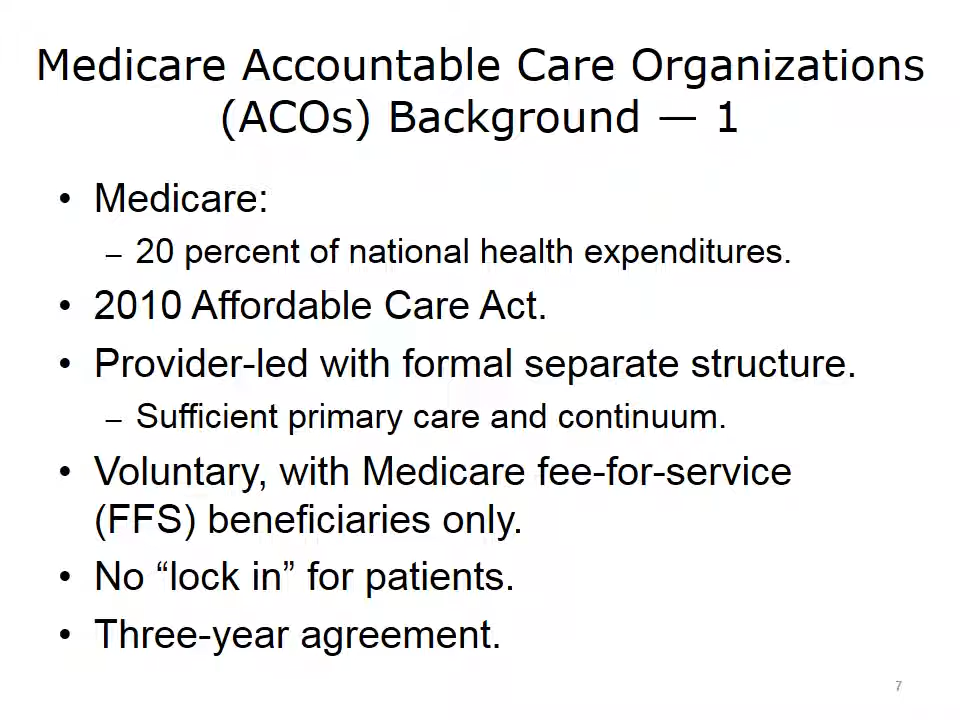 Medicare Accountable Care Organizations
(ACOs) Background — 1
• Medicare:
– 20 percent of national health expenditures.
• 2010 Affordable Care Act.
• Provider-led with formal separate structure.
– Sufficient primary care and continuum.
• Voluntary, with Medicare fee-for-service
(FFS) beneficiaries only.
• No “lock in” for patients.
• Three-year agreement.
7